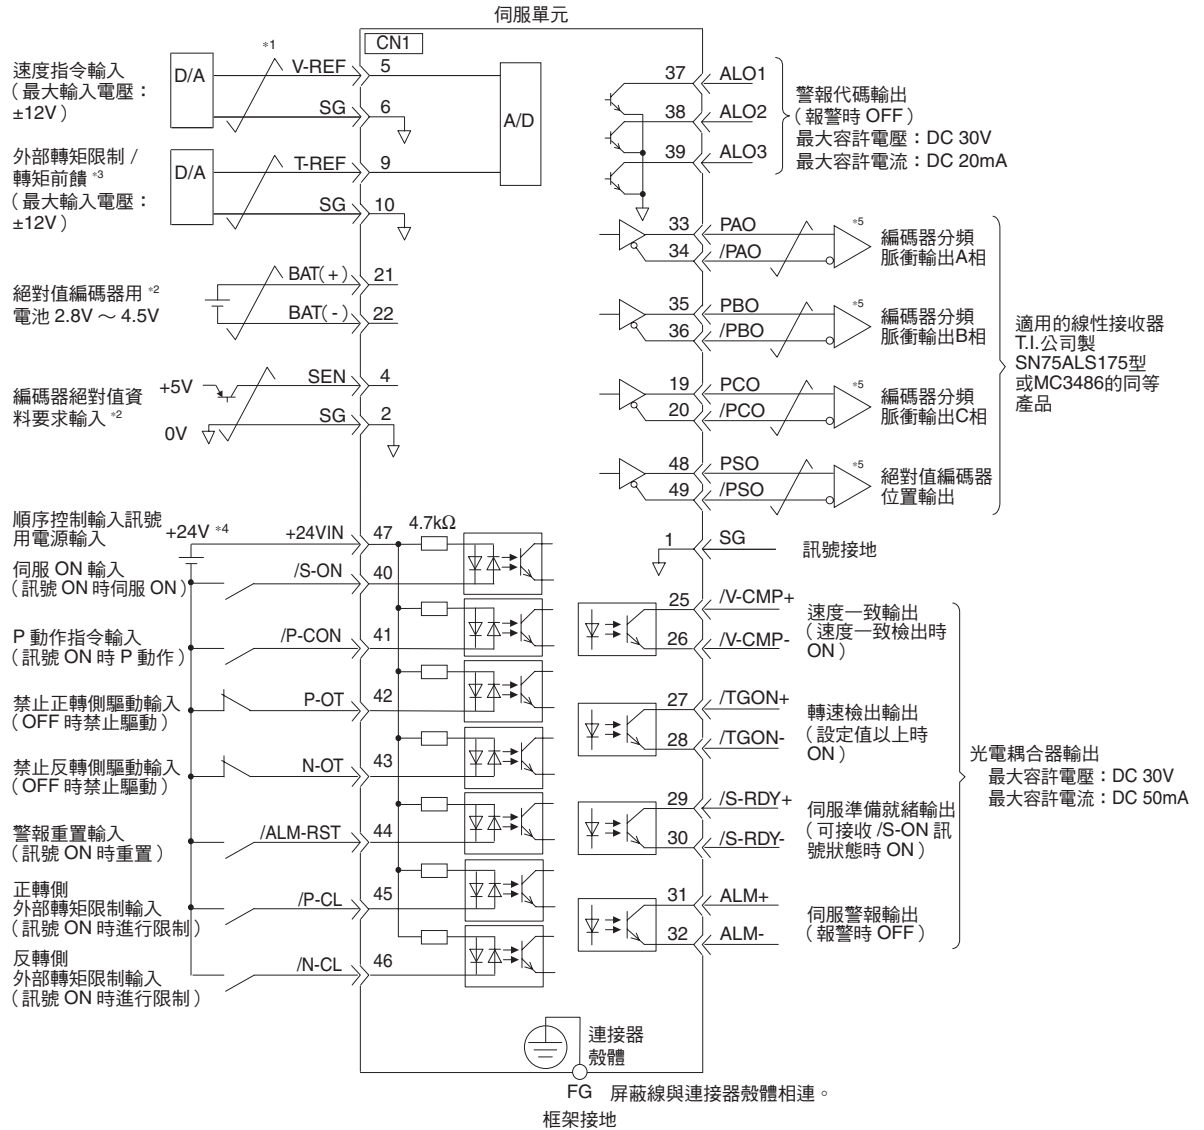 伺服單元
CN1
速度指令輸入
（最大輸入電壓：
±12V）
D/A
*1
V-REF
5
SG
6
A/D
外部轉矩限制 /
轉矩前饋 *3
（最大輸入電壓：
±12V）
D/A
T-REF
9
SG
10
絕對值編碼器用 *2
電池 2.8V ～ 4.5V
BAT(+)
21
BAT(-)
22
編碼器絕對值資
料要求輸入 *2
+5V
0V
SEN
4
SG
2
順序控制輸入訊號
用電源輸入
+24V *4
+24VIN
47
4.7kΩ
伺服 ON 輸入
（訊號 ON 時伺服 ON）
/S-ON
40
P 動作指令輸入
（訊號 ON 時 P 動作）
/P-CON
41
禁止正轉側驅動輸入
（OFF 時禁止驅動）
P-OT
42
禁止反轉側驅動輸入
（OFF 時禁止驅動）
N-OT
43
警報重置輸入
（訊號 ON 時重置）
/ALM-RST
44
正轉側
外部轉矩限制輸入
（訊號 ON 時進行限制）
/P-CL
45
反轉側
外部轉矩限制輸入
（訊號 ON 時進行限制）
/N-CL
46
37
ALO1
38
ALO2
39
ALO3
警報代碼輸出
（報警時 OFF）
最大容許電壓：DC 30V
最大容許電流：DC 20mA
33
PAO
34
/PAO
*5
編碼器分頻
脈衝輸出A相
35
PBO
36
/PBO
*5
編碼器分頻
脈衝輸出B相
19
PCO
20
/PCO
*5
編碼器分頻
脈衝輸出C相
48
PSO
49
/PSO
*5
絕對值編碼器
位置輸出
適用的線性接收器
T.I.公司製
SN75ALS175型
或MC3486的同等
產品
1
SG
訊號接地
25
/V-CMP+
26
/V-CMP-
速度一致輸出
（速度一致檢出時
ON）
27
/TGON+
28
/TGON-
轉速檢出輸出
（設定值以上時
ON）
29
/S-RDY+
30
/S-RDY-
伺服準備就緒輸出
（可接收 /S-ON 訊
號狀態時 ON）
31
ALM+
32
ALM-
伺服警報輸出
（報警時 OFF）
光電耦合器輸出
最大容許電壓：DC 30V
最大容許電流：DC 50mA
連接器
殼體
FG
屏蔽線與連接器殼體相連。
框架接地